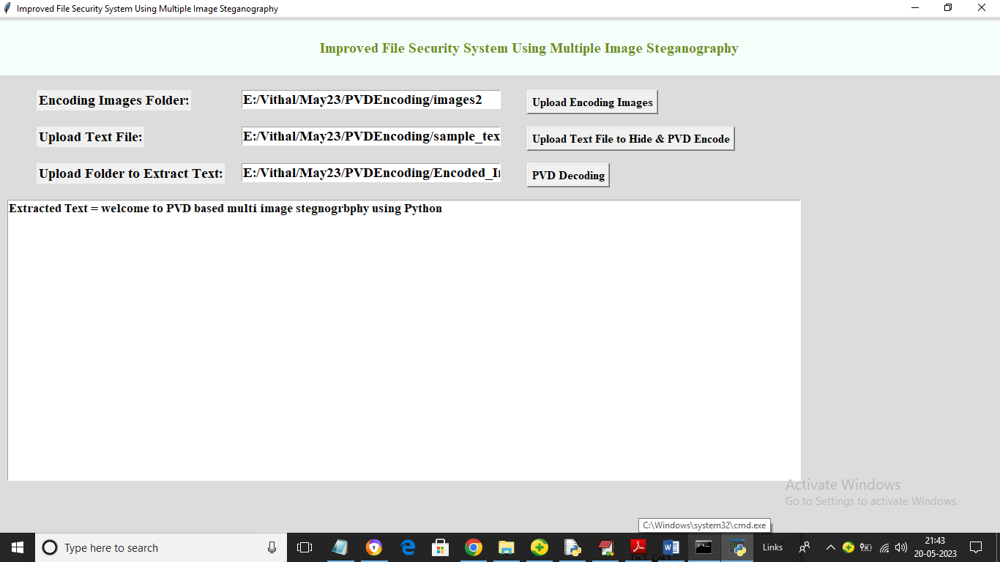 Improved File Security System Using Multiple Image Steganography
Improved File Security System Using Multiple Image Steganography
Encoding Images Folder:
E:/Vithal/May23/PVDEncoding/images2
Upload Encoding Images
Upload Text File:
E:/Vithal/May23/PVDEncoding/sample_tex
Upload Text File to Hide & PVD Encode
Upload Folder to Extract Text:
E:/Vithal/May23/PVDEncoding/Encoded_I
PVD Decoding
Extracted Text = welcome to PVD based multi image stegnogrbphy using Python
Activate Windows
Go to Settings to activate Windows.
C:\Windows\system32\cmd.exe
Type here to search
Links
21:43
20-05-2023